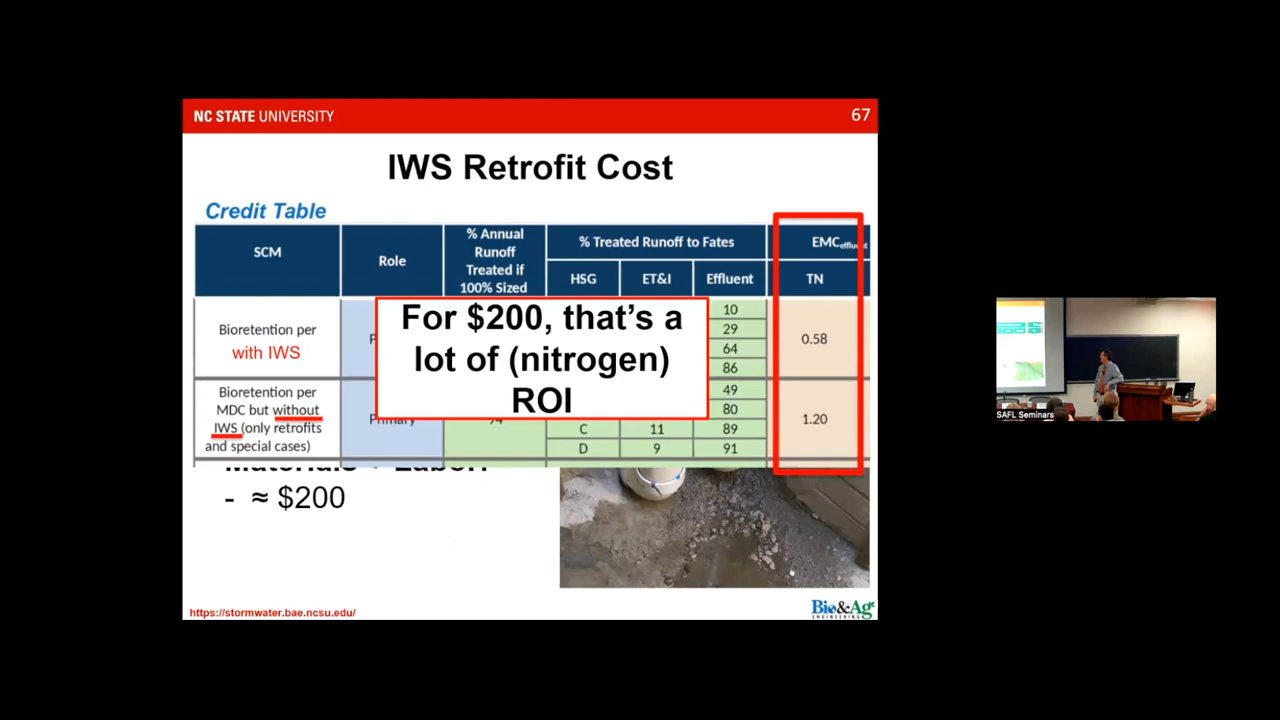 NC STATE UNIVERSITY
67
IWS Retrofit Cost
Credit Table
SCM
Role
% Annual
Runoff
Treated if
100% Sized
% Treated Runoff to Fates
HSG
ET&I
Effluent
EMCeffluent
TN
Bioretention per
with IWS
10
29
64
86
0.58
For $200, that's a
lot of (nitrogen)
ROI
Bioretention per
MDC but without
IWS (only retrofits
and special cases)
Primary
49
80
C 11 89
D 9 91
1.20
- ≈ $200
https://stormwater.bae.ncsu.edu/
Bio&Ag
ENGINEERING
SAFL Seminars